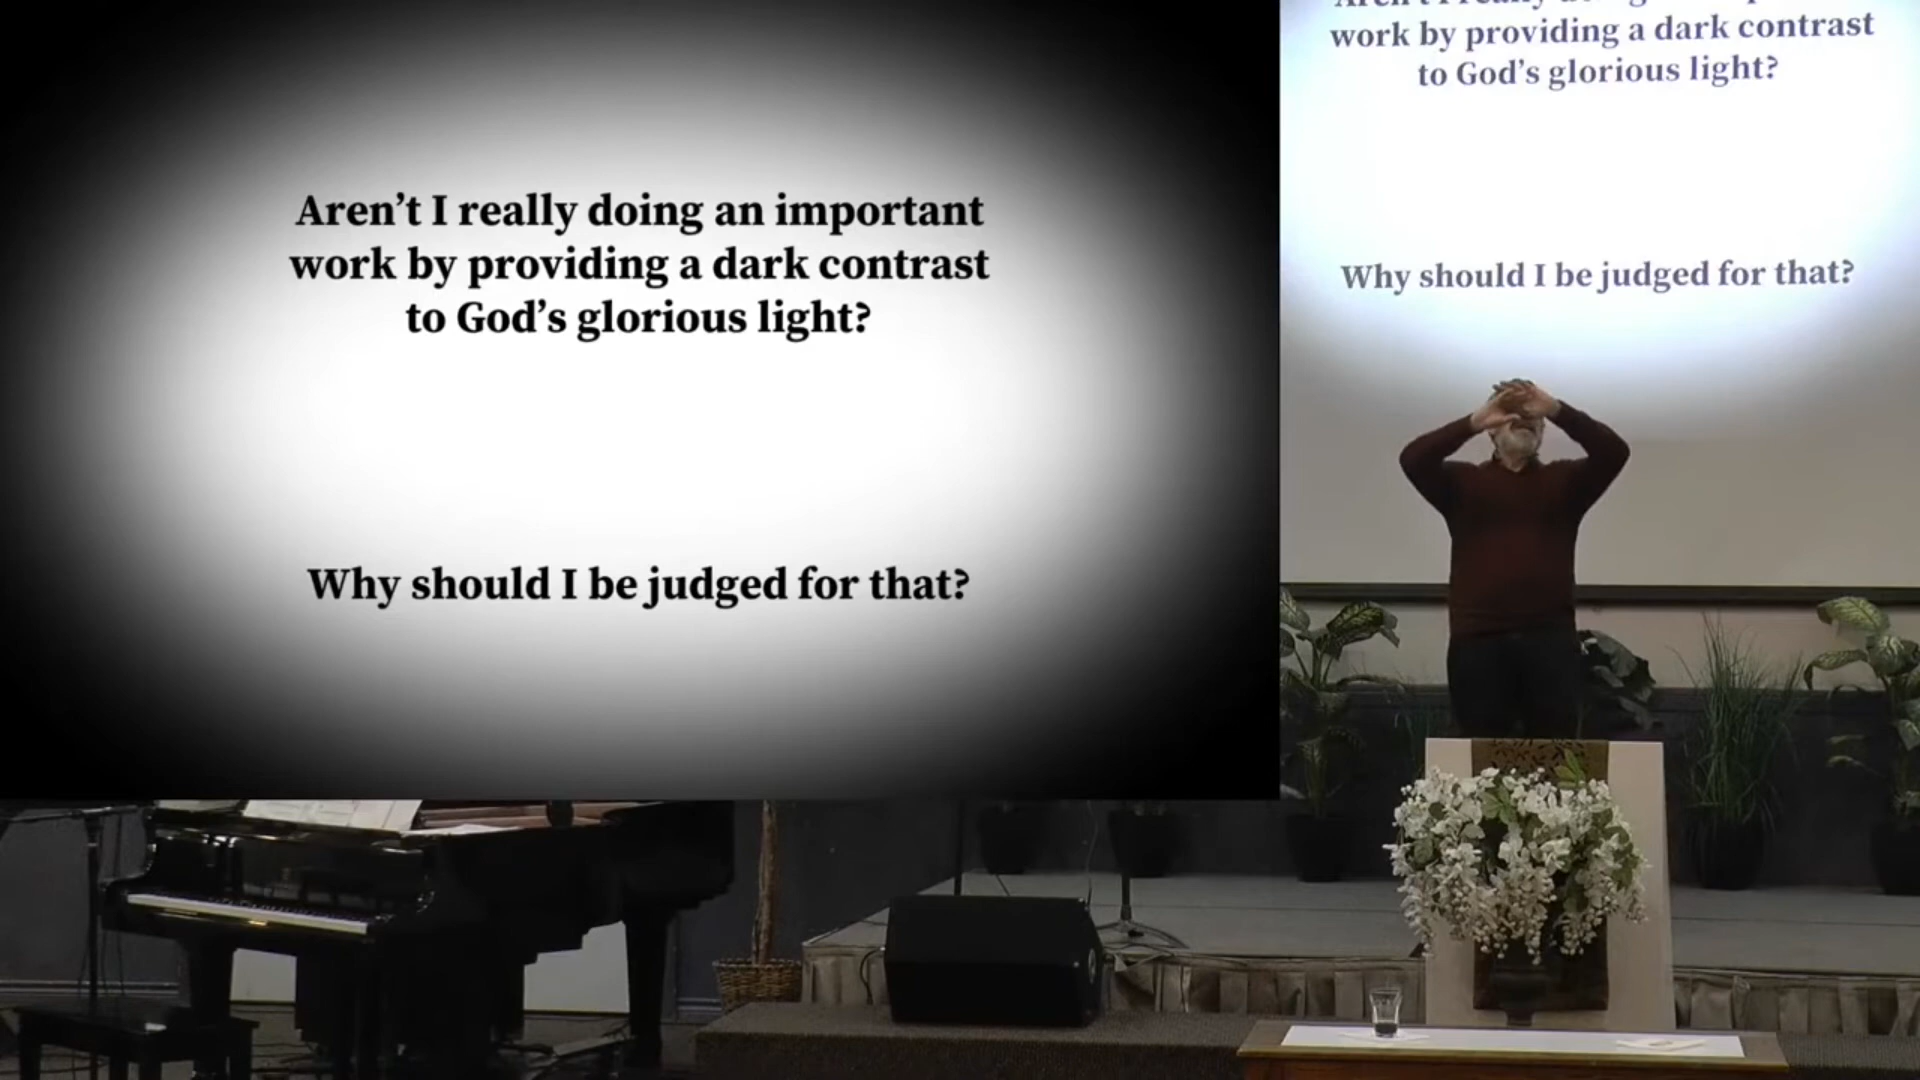 Aren’t I really doing an important
work by providing a dark contrast
to God’s glorious light?
Why should I be judged for that?
work by providing a dark contrast
to God’s glorious light?
Why should I be judged for that?